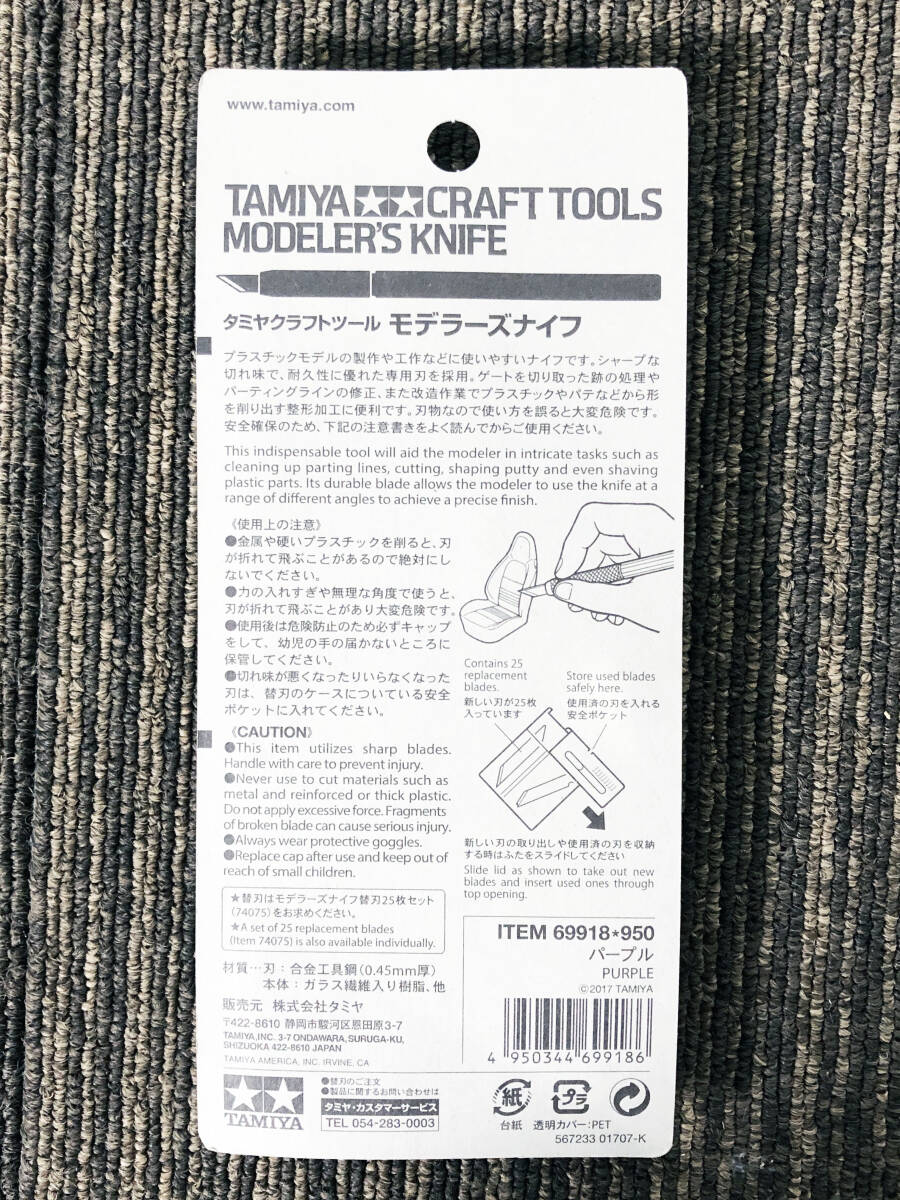 www.tamiya.com
TAMIYA CRAFT TOOLS
MODELER'S KNIFE
タミヤクラフトツール モデラーズナイフ
プラスチックモデルの製作や工作などに使いやすいナイフです。シャープな
切れ味で、耐久性に優れた専用刃を採用。ゲートを切り取った跡の処理や
パーティングラインの修正、また改造作業でプラスチックやパテなどから形
を削り出す整形加工に便利です。刃物なので使い方を誤ると大変危険です。
安全確保のため、下記の注意書きをよく読んでからご使用ください。
This indispensable tool will aid the modeler in intricate tasks such as
cleaning up parting lines, cutting, shaping putty and even shaving
plastic parts. Its durable blade allows the modeler to use the knife at a
range of different angles to achieve a precise finish.
《使用上の注意》
●金属や硬いプラスチックを削ると、刃
が折れて飛ぶことがあるので絶対にし
ないでください。
●力の入れすぎや無理な角度で使うと、
刃が折れて飛ぶことがあり大変危険です。
●使用後は危険防止のため必ずキャップ
をして、幼児の手の届かないところに
保管してください。
●切れ味が悪くなったりいらなくなった
刃は、替刃のケースについている安全
ポケットに入れてください。
《CAUTION》
●This item utilizes sharp blades.
Handle with care to prevent injury.
●Never use to cut materials such as
metal and reinforced or thick plastic.
Do not apply excessive force. Fragments
of broken blade can cause serious injury.
●Always wear protective goggles.
●Replace cap after use and keep out of
reach of small children.
★替刃はモデラーズナイフ替刃25枚セット
(74075)をお求めください。
★A set of 25 replacement blades
(Item 74075) is also available individually.
材質…刃：合金工具鋼(0.45mm厚)
本体：ガラス繊維入り樹脂、他
販売元 株式会社タミヤ
〒422-8610 静岡市駿河区恩田原3-7
TAMIYA, INC. 3-7 ONDAWARA, SURUGA-KU,
SHIZUOKA 422-8610 JAPAN
TAMIYA AMERICA, INC. IRVINE, CA
TAMIYA
●替刃のご注文
●製品に関するお問い合わせは
タミヤ・カスタマーサービス
TEL 054-283-0003
Contains 25
replacement
blades.
新しい刃が25枚
入っています
Store used blades
safely here.
使用済の刃を入れる
安全ポケット
新しい刃の取り出しや使用済の刃を収納
する時はふたをスライドしてください
Slide lid as shown to take out new
blades and insert used ones through
top opening.
ITEM 69918*950
パープル
PURPLE
©2017 TAMIYA
4 950344 699186
紙
台紙
プラ
透明カバー:PET
567233 01707-K